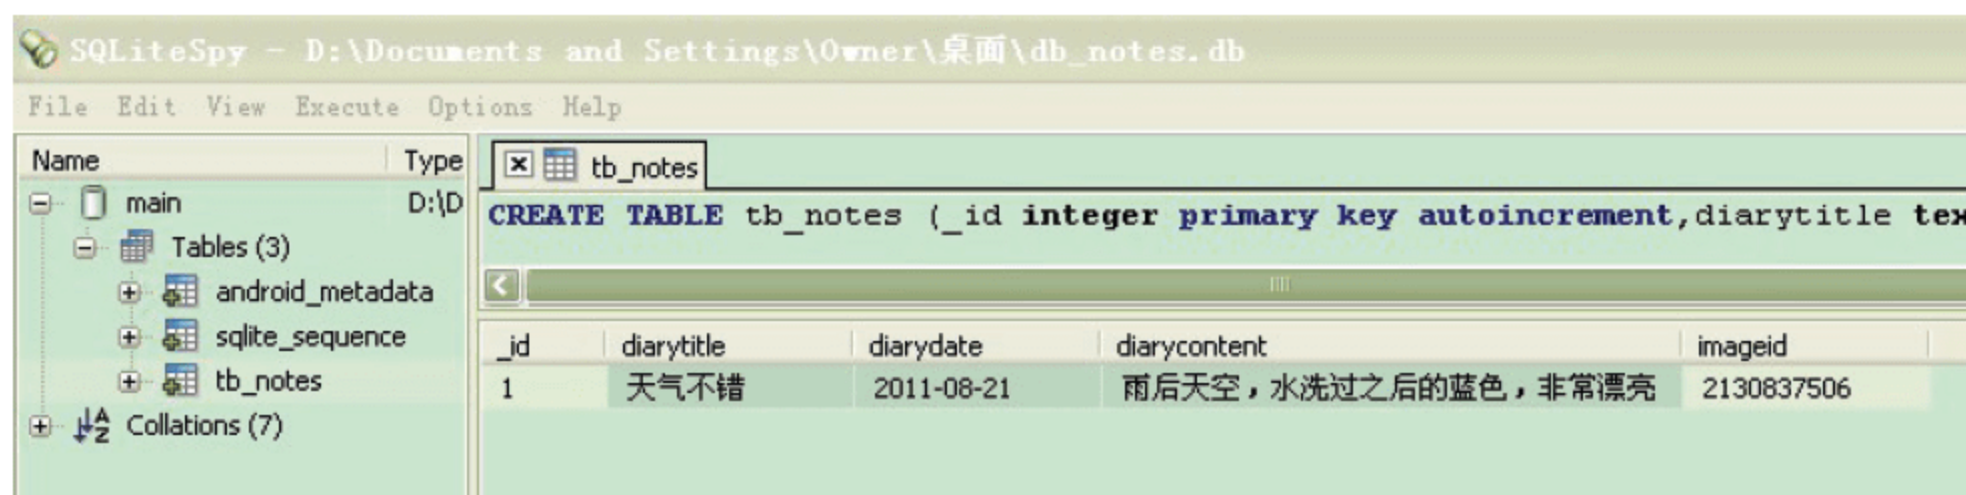 SQLiteSpy - D:\Documents and Settings\Owner\桌面\db_notes.db
File Edit View Execute Options Help
Name Type
main D:\D
Tables (3)
android_metadata
sqlite_sequence
tb_notes
Collations (7)
tb_notes
CREATE TABLE tb_notes (_id integer primary key autoincrement,diarytitle tex
_id diarytitle diarydate diarycontent imageid
1 天气不错 2011-08-21 雨后天空，水洗过之后的蓝色，非常漂亮 2130837506